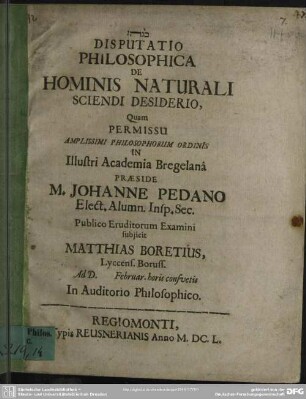 DISPUTATIO
PHILOSOPHICA
DE
HOMINIS NATURALI
SCIENDI DESIDERIO,
Quam
PERMISSU
AMPLISSIMI PHILOSOPHORUM ORDINIS
IN
Illustri Academia Bregelanâ
PRÆSIDE
M. JOHANNE PEDANO
Elect. Alumn. Insp. Sec.
Publico Eruditorum Examini
subjicit
MATTHIAS BORETIUS,
Lyccens. Boruss.
Ad D. Februar. horis consvetis
In Auditorio Philosophico.
REGIOMONTI,
Typis REUSNERIANIS Anno M. DC. L.
Philos.